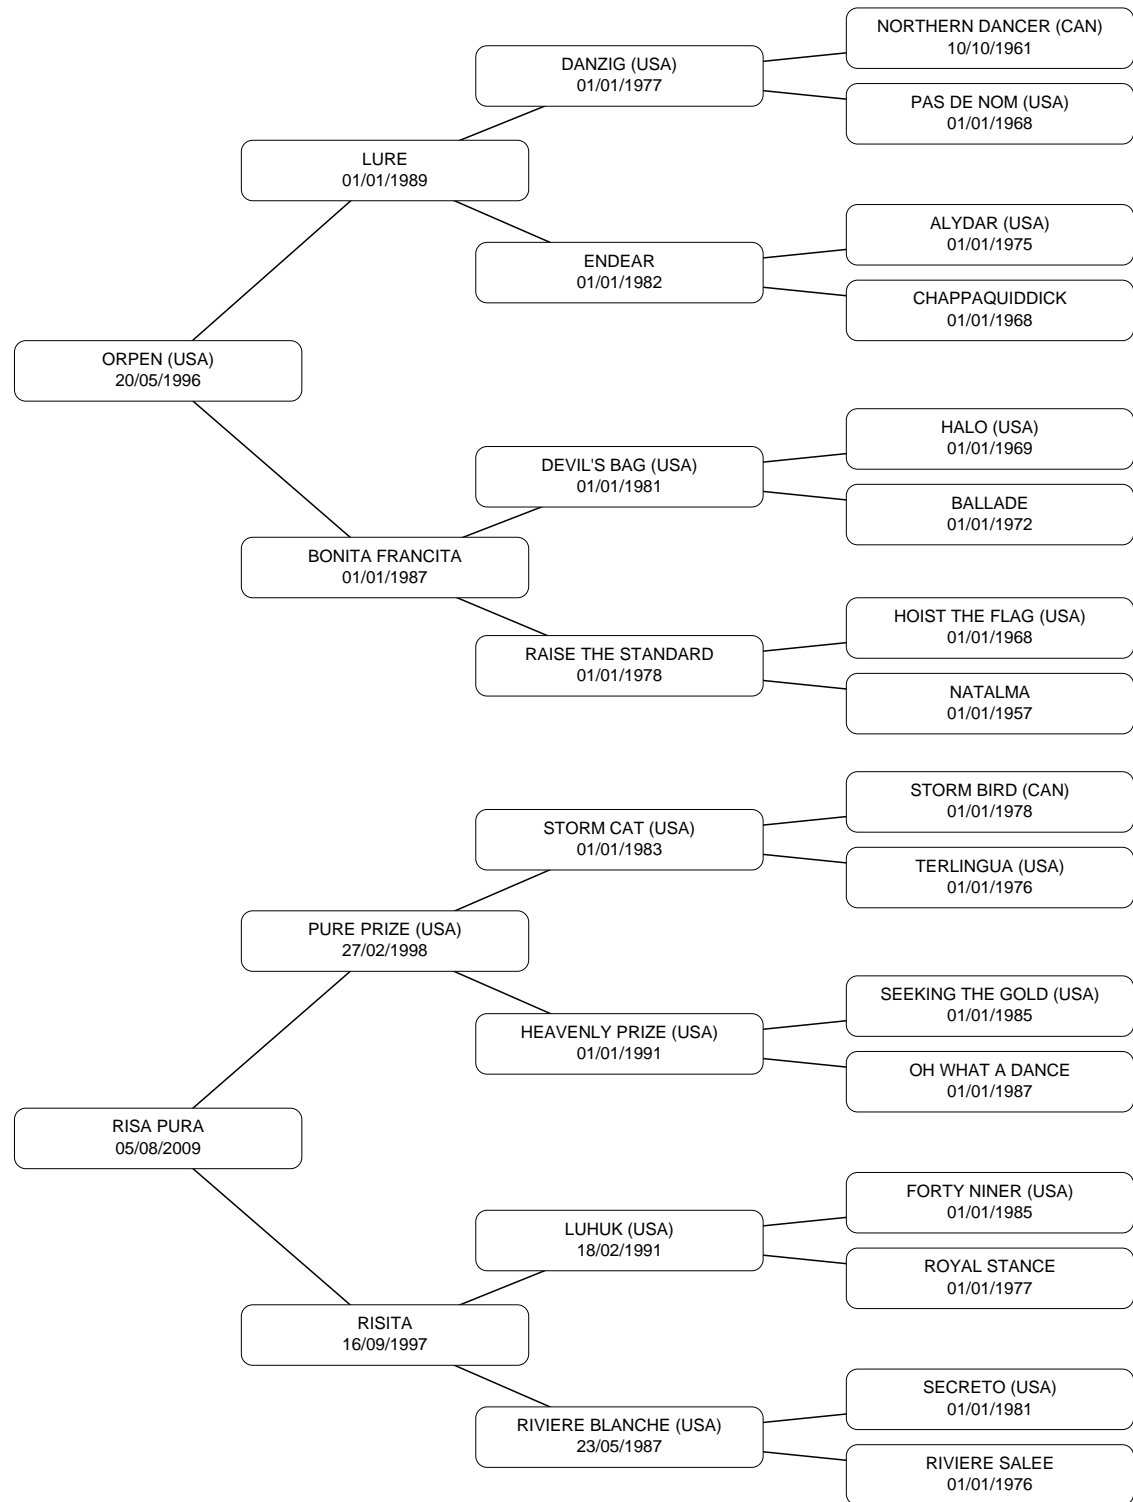 NORTHERN DANCER (CAN)
10/10/1961
DANZIG (USA)
01/01/1977
PAS DE NOM (USA)
01/01/1968
LURE
01/01/1989
ALYDAR (USA)
01/01/1975
ENDEAR
01/01/1982
CHAPPAQUIDDICK
01/01/1968
ORPEN (USA)
20/05/1996
HALO (USA)
01/01/1969
DEVIL'S BAG (USA)
01/01/1981
BALLADE
01/01/1972
BONITA FRANCITA
01/01/1987
HOIST THE FLAG (USA)
01/01/1968
RAISE THE STANDARD
01/01/1978
NATALMA
01/01/1957
STORM BIRD (CAN)
01/01/1978
STORM CAT (USA)
01/01/1983
TERLINGUA (USA)
01/01/1976
PURE PRIZE (USA)
27/02/1998
SEEKING THE GOLD (USA)
01/01/1985
HEAVENLY PRIZE (USA)
01/01/1991
OH WHAT A DANCE
01/01/1987
RISA PURA
05/08/2009
FORTY NINER (USA)
01/01/1985
LUHUK (USA)
18/02/1991
ROYAL STANCE
01/01/1977
RISITA
16/09/1997
SECRETO (USA)
01/01/1981
RIVIERE BLANCHE (USA)
23/05/1987
RIVIERE SALEE
01/01/1976